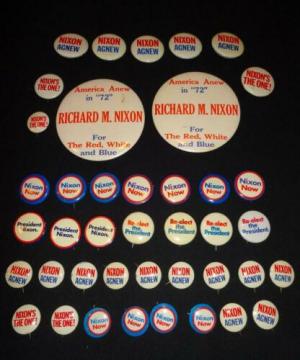 NIXON AGNEW
NIXON AGNEW
NIXON AGNEW
NIXON AGNEW
NIXON AGNEW
NIXON'S THE ONE!
NIXON'S THE ONE!
NIXON'S THE ONE!
America Anew
in "72"
RICHARD M. NIXON
For
The Red, White
and Blue
America Anew
in "72"
RICHARD M. NIXON
For
The Red, White
and Blue
Nixon Now
Nixon Now
Nixon Now
Nixon Now
Nixon Now
Nixon Now
Nixon Now
President Nixon.
President Nixon.
President Nixon.
Re-elect the President
Re-elect the President
Re-elect the President
Re-elect the President
NIXON AGNEW
NIXON AGNEW
NIXON AGNEW
NIXON AGNEW
NIXON AGNEW
NIXON AGNEW
NIXON AGNEW
NIXON AGNEW
NIXON'S THE ONE!
NIXON'S THE ONE!
Nixon Now
Nixon Now
Nixon Now
Nixon Now
NIXON AGNEW
NIXON AGNEW